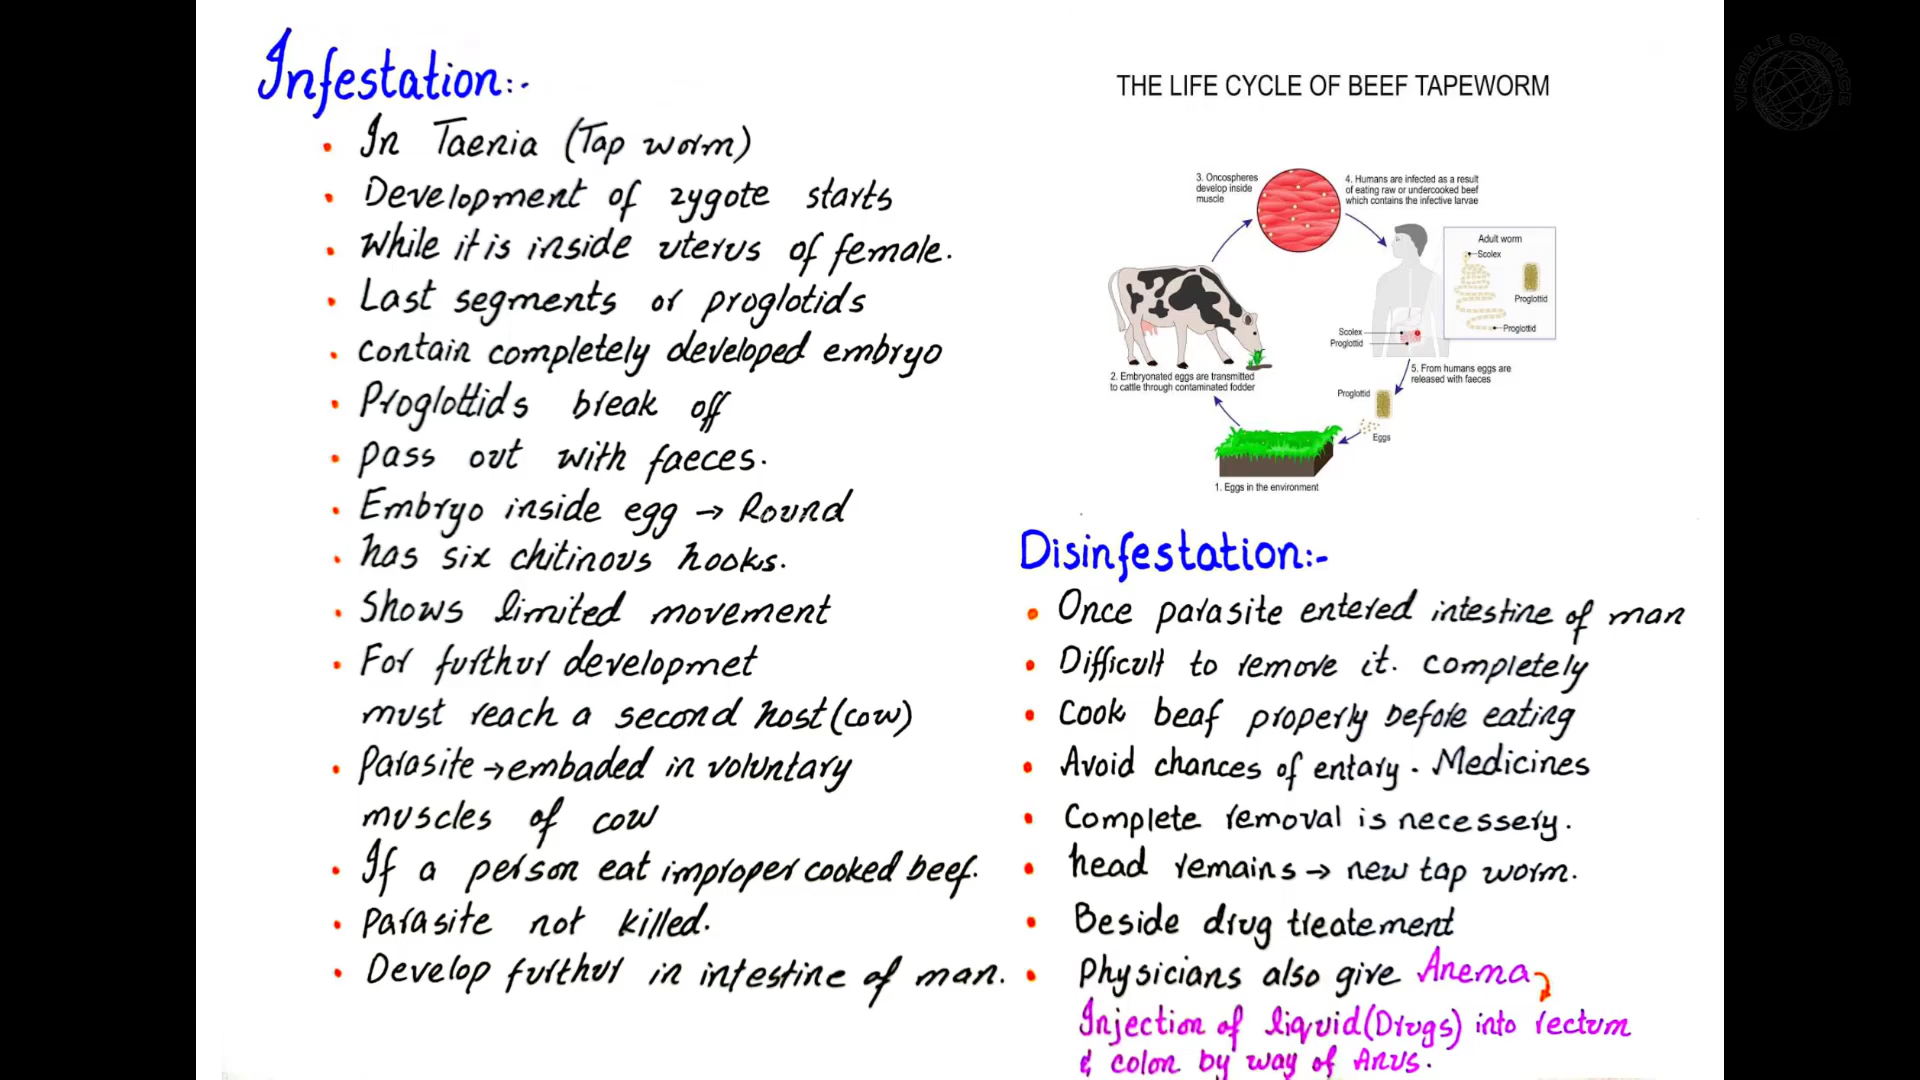 Infestation:-
• In Taenia (Tap worm)
• Development of zygote starts
• While it is inside uterus of female.
• Last segments or proglotids
• contain completely developed embryo
• Proglottids break off
• pass out with faeces.
• Embryo inside egg → Round
• has six chitinous hooks.
• Shows limited movement
• For furthur developmet
must reach a second host (cow)
• Parasite → embaded in voluntary
muscles of cow
• If a person eat improper cooked beef.
• Parasite not killed.
• Develop furthur in intestine of man.
THE LIFE CYCLE OF BEEF TAPEWORM
3. Oncospheres
develop inside
muscle
4. Humans are infected as a result
of eating raw or undercooked beef
which contains the infective larvae
Adult worm
Scolex
Proglottid
Proglottid
Scolex
Proglottid
2. Embryonated eggs are transmitted
to cattle through contaminated fodder
5. From humans eggs are
released with faeces
Proglottid
Eggs
1. Eggs in the environment
Disinfestation:-
• Once parasite entered intestine of man
• Difficult to remove it. completely
• Cook beaf properly before eating
• Avoid chances of entary. Medicines
• Complete removal is necessery.
• head remains → new tap worm.
• Beside drug treatement
• Physicians also give Anema
Injection of liquid (Drugs) into rectum
& colon by way of Anus.
VISIBLE SCIENCE